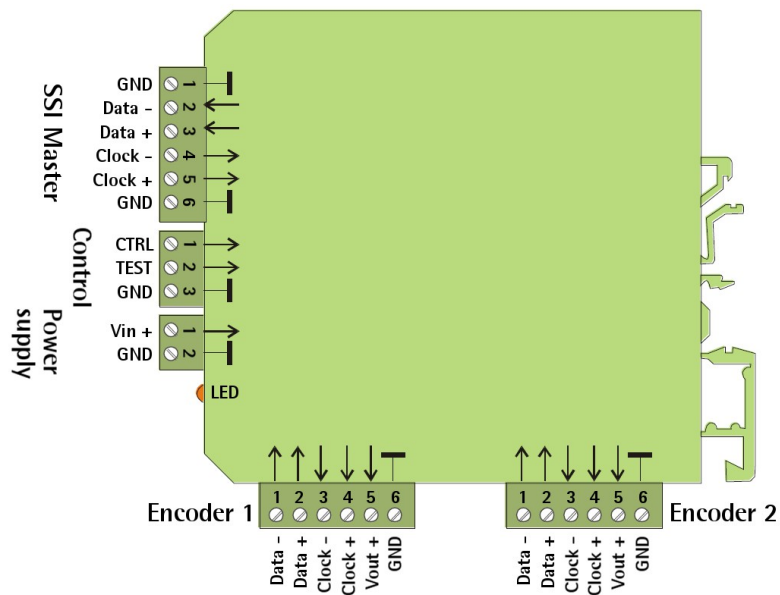 SSI Master
GND 1
Data - 2
Data + 3
Clock - 4
Clock + 5
GND 6
Control
CTRL 1
TEST 2
GND 3
Power
supply
Vin + 1
GND 2
LED
Encoder 1
1 2 3 4 5 6
Data -
Data +
Clock -
Clock +
Vout +
GND
Encoder 2
1 2 3 4 5 6
Data -
Data +
Clock -
Clock +
Vout +
GND